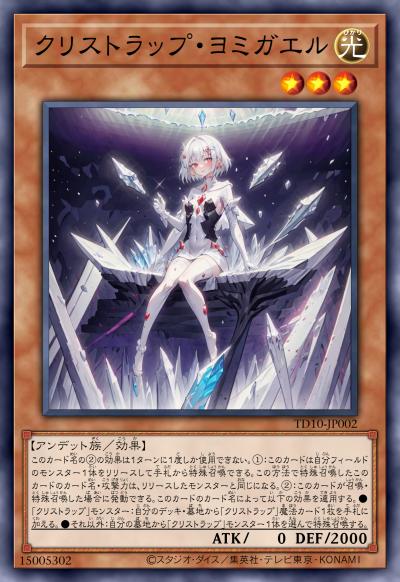 クリストラップ・ヨミガエル
光
TD10-JP002
【アンデット族／効果】
このカード名の②の効果は1ターンに1度しか使用できない。①：このカードは自分フィールド
のモンスター1体をリリースして手札から特殊召喚できる。この方法で特殊召喚したこ
のカードのカード名・攻撃力は、リリースしたモンスターと同じになる。②：このカードが召喚・
特殊召喚した場合に発動できる。このカードのカード名によって以下の効果を適用する。●
「クリストラップ」モンスター：自分のデッキ・墓地から「クリストラップ」魔法カード1枚を手札に
加える。●それ以外：自分の墓地から「クリストラップ」モンスター1体を選んで特殊召喚する。
ATK/ 0 DEF/2000
15005302
©スタジオ・ダイス／集英社・テレビ東京・KONAMI